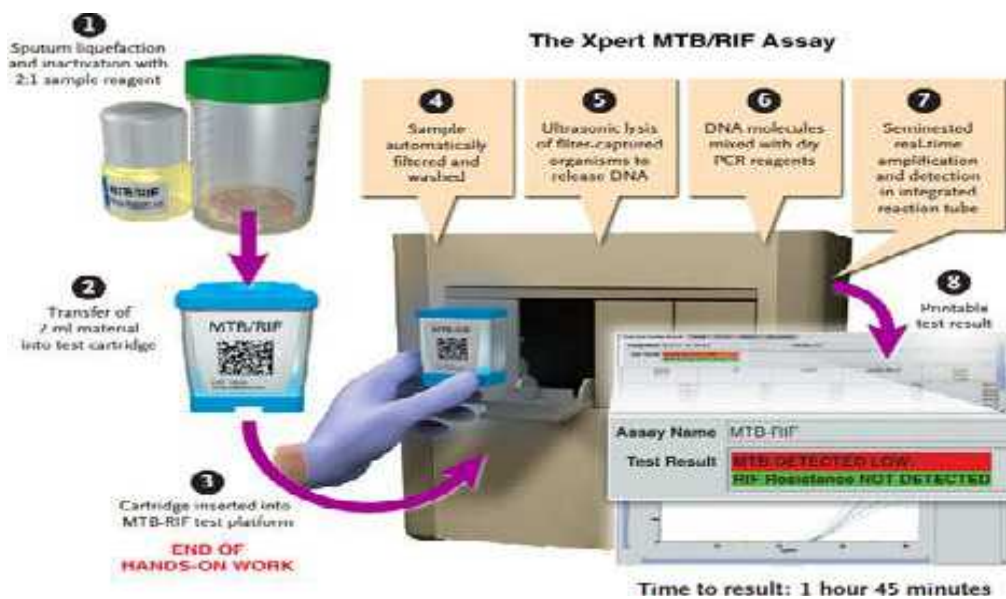 The Xpert MTB/RIF Assay
1
Sputum liquefaction
and inactivation with
2:1 sample reagent
MTB/RIF
2
Transfer of
2 ml material
into test cartridge
MTB/RIF
3
Cartridge inserted into
MTB-RIF test platform
END OF
HANDS-ON WORK
4
Sample
automatically
filtered and
washed
5
Ultrasonic lysis
of filter-captured
organisms to
release DNA
6
DNA molecules
mixed with dry
PCR reagents
7
Seminested
real-time
amplification
and detection
in integrated
reaction tube
8
Printable
test result
Assay Name MTB-RIF
Test Result MTB DETECTED LOW;
RIF Resistance NOT DETECTED
Time to result: 1 hour 45 minutes